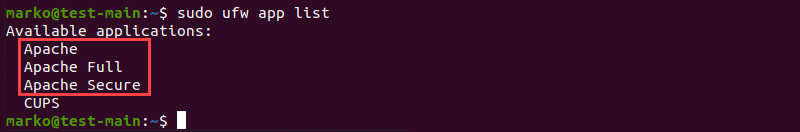 marko@test-main:~$ sudo ufw app list
Available applications:
  Apache
  Apache Full
  Apache Secure
  CUPS
marko@test-main:~$